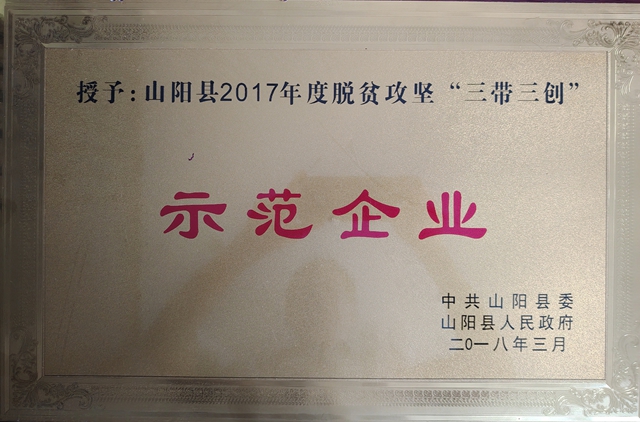 授予:山阳县2017年度脱贫攻坚“三带三创”
示范企业
中共山阳县委
山阳县人民政府
二0一八年三月